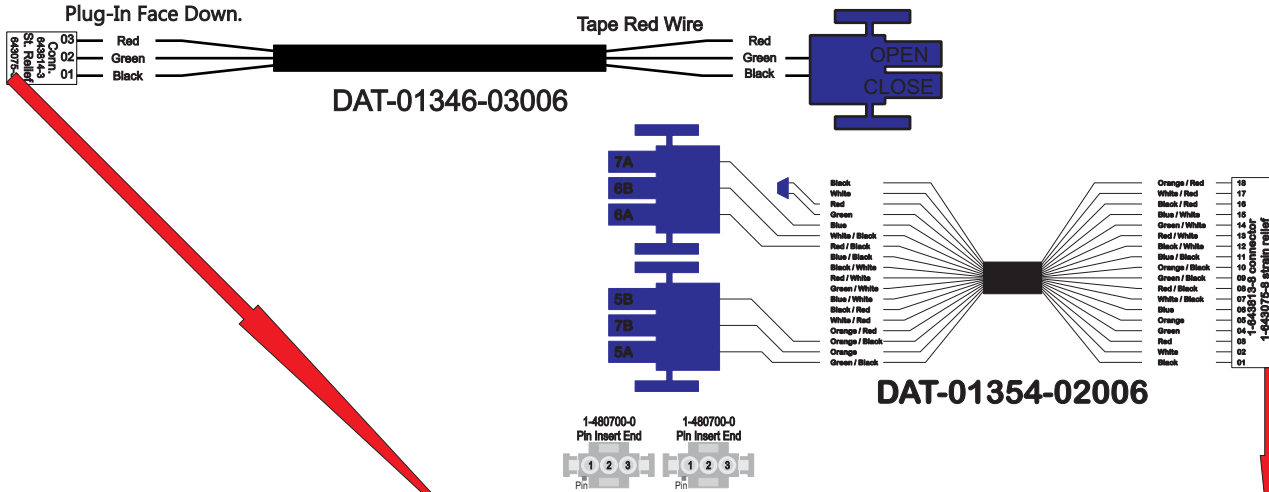 Plug-In Face Down.
Conn.
643814-3
St. Relief
643075-
03
02
01
Red
Green
Black
Tape Red Wire
Red
Green
Black
OPEN
CLOSE
DAT-01346-03006
7A
6B
6A
5B
7B
5A
Black
White
Red
Green
Blue
White / Black
Red / Black
Blue / Black
Black / White
Red / White
Green / White
Blue / White
Black / Red
White / Red
Orange / Red
Orange / Black
Orange
Green / Black
Orange / Red 18
White / Red 17
Black / Red 16
Blue / White 15
Green / White 14
Red / White 13
Black / White 12
Blue / Black 11
Orange / Black 10
Green / Black 09
Red / Black 08
White / Black 07
Blue 06
Orange 05
Green 04
Red 03
White 02
Black 01
1-643813-8 connector
1-643075-8 strain relief
DAT-01354-02006
1-480700-0
Pin Insert End
1 2 3
Pin
1-480700-0
Pin Insert End
1 2 3
Pin